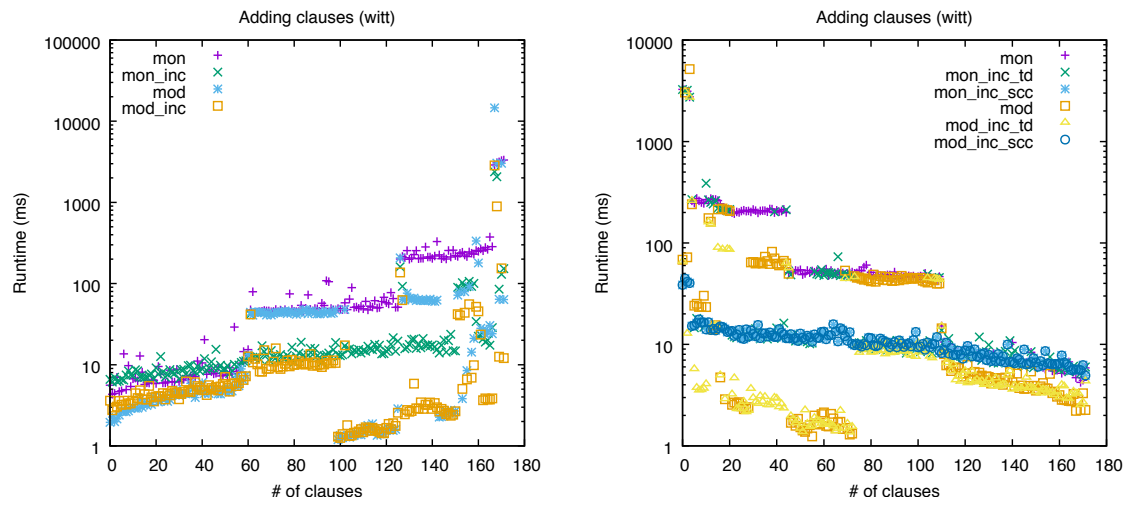 Adding clauses (witt)
100000
10000
1000
100
10
1
0 20 40 60 80 100 120 140 160 180
Runtime (ms)
# of clauses
mon
mon_inc
mod
mod_inc
Adding clauses (witt)
10000
1000
100
10
1
0 20 40 60 80 100 120 140 160 180
Runtime (ms)
# of clauses
mon
mon_inc_td
mon_inc_scc
mod
mod_inc_td
mod_inc_scc